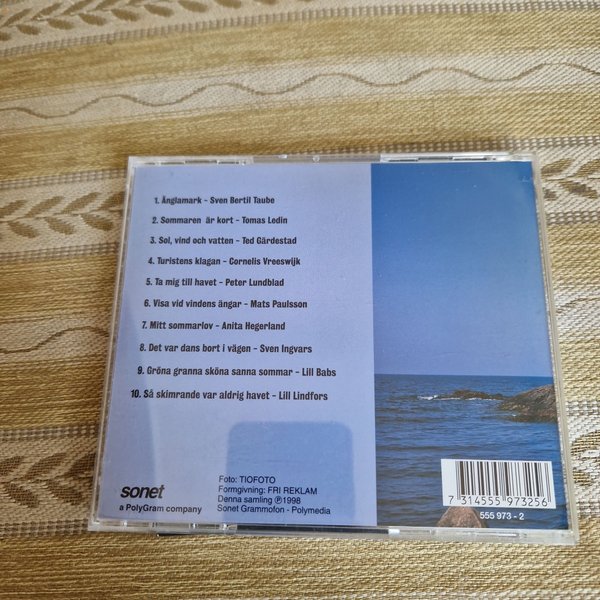 1. Änglamark - Sven Bertil Taube
2. Sommaren är kort - Tomas Ledin
3. Sol, vind och vatten - Ted Gärdestad
4. Turistens klagan - Cornelis Vreeswijk
5. Ta mig till havet - Peter Lundblad
6. Visa vid vindens ängar - Mats Paulsson
7. Mitt sommarlov - Anita Hegerland
8. Det var dans bort i vägen - Sven Ingvars
9. Gröna granna sköna sanna sommar - Lill Babs
10. Så skimrande var aldrig havet - Lill Lindfors
sonet
a PolyGram company
Foto: TIOFOTO
Formgivning: FRI REKLAM
Denna samling ℗1998
Sonet Grammofon - Polymedia
7 314555 973256
555 973 - 2